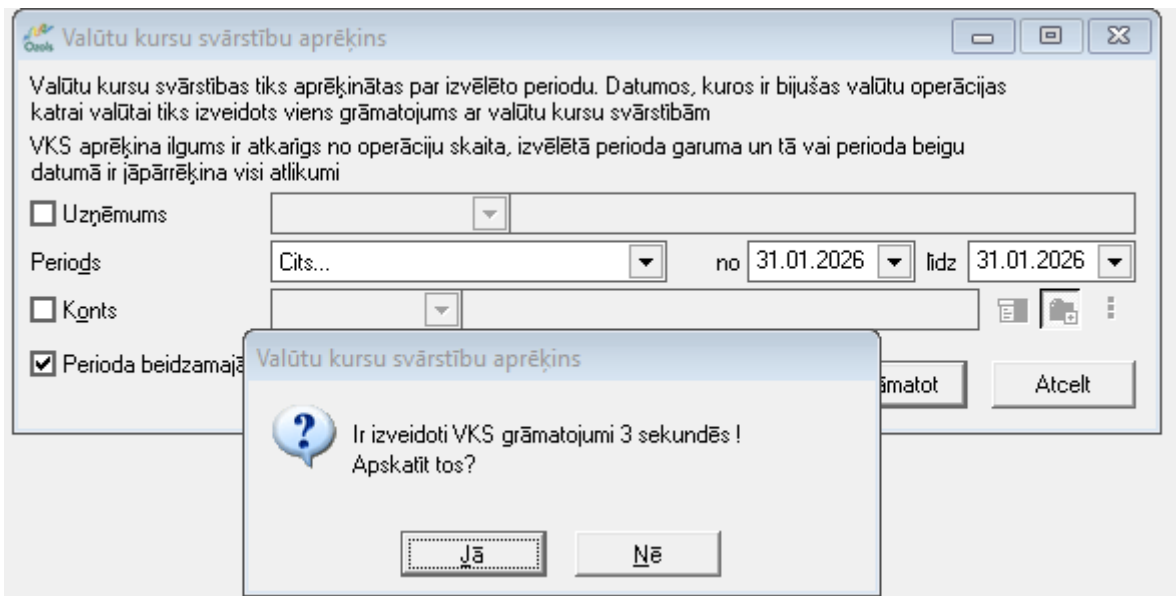 Ozols Valūtu kursu svārstību aprēķins
Valūtu kursu svārstības tiks aprēķinātas par izvēlēto periodu. Datumos, kuros ir bijušas valūtu operācijas
katrai valūtai tiks izveidots viens grāmatojums ar valūtu kursu svārstībām
VKS aprēķina ilgums ir atkarīgs no operāciju skaita, izvēlētā perioda garuma un tā vai perioda beigu
datumā ir jāpārrēķina visi atlikumi
Uzņēmums
Periods Cits... no 31.01.2026 līdz 31.01.2026
Konts
Perioda beidzamajā
āmatot Atcelt
Valūtu kursu svārstību aprēķins
Ir izveidoti VKS grāmatojumi 3 sekundēs !
Apskatīt tos?
Jā Nē